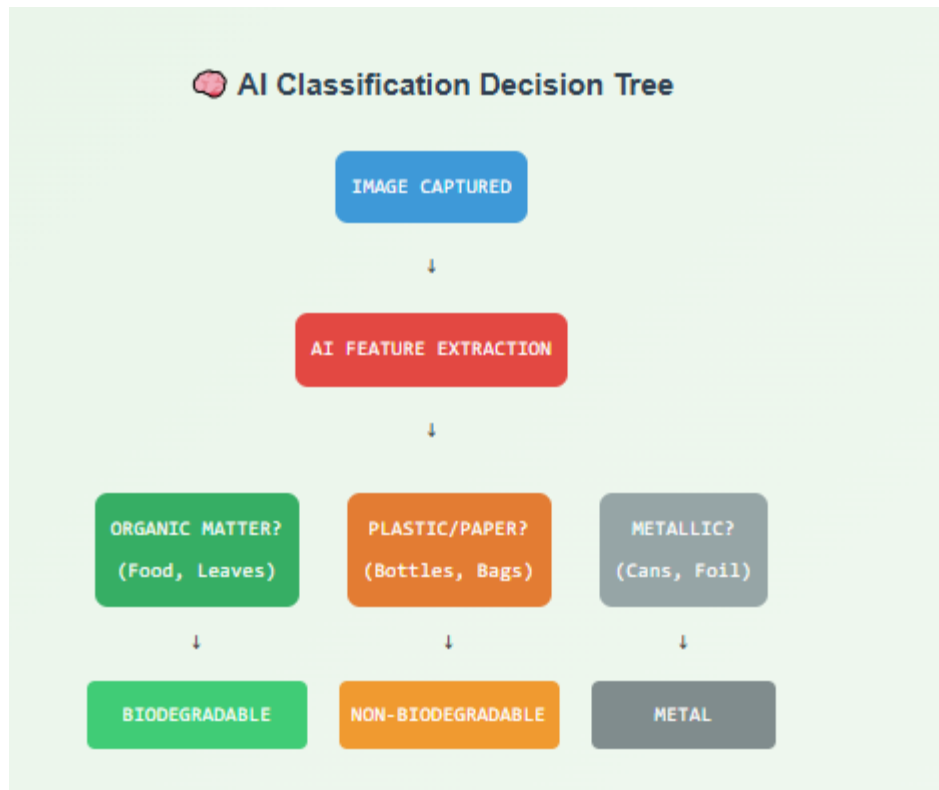 🧠 AI Classification Decision Tree
IMAGE CAPTURED
↓
AI FEATURE EXTRACTION
↓
ORGANIC MATTER?
(Food, Leaves)
PLASTIC/PAPER?
(Bottles, Bags)
METALLIC?
(Cans, Foil)
↓ ↓ ↓
BIODEGRADABLE
NON-BIODEGRADABLE
METAL